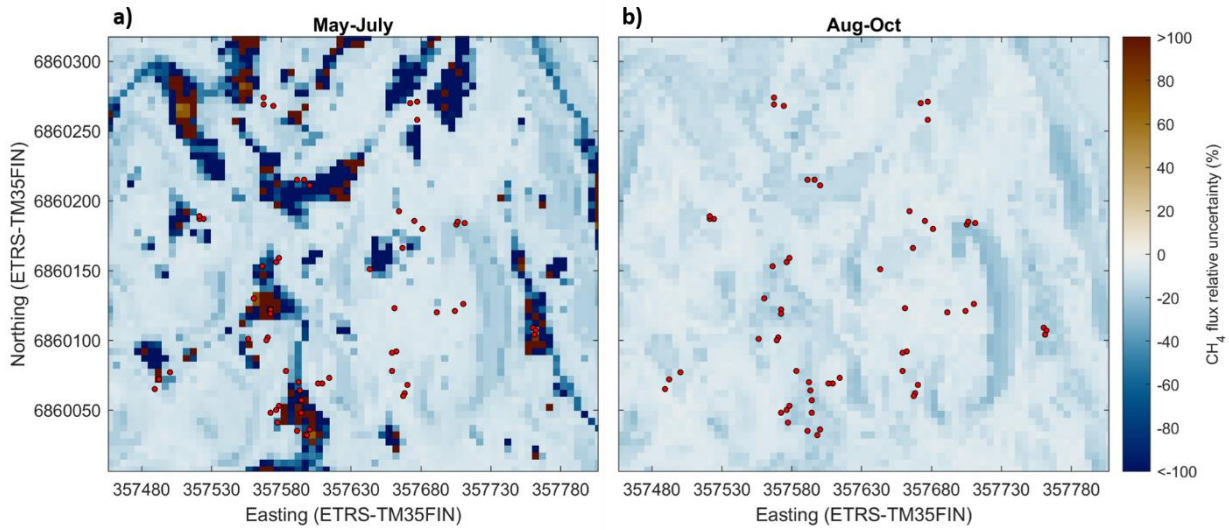 a)
May-July
b)
Aug-Oct
6860300
6860250
6860200
6860150
6860100
6860050
Northing (ETRS-TM35FIN)
357480 357530 357580 357630 357680 357730 357780
Easting (ETRS-TM35FIN)
357480 357530 357580 357630 357680 357730 357780
Easting (ETRS-TM35FIN)
>100
80
60
40
20
0
-20
-40
-60
-80
<-100
CH4 flux relative uncertainty (%)